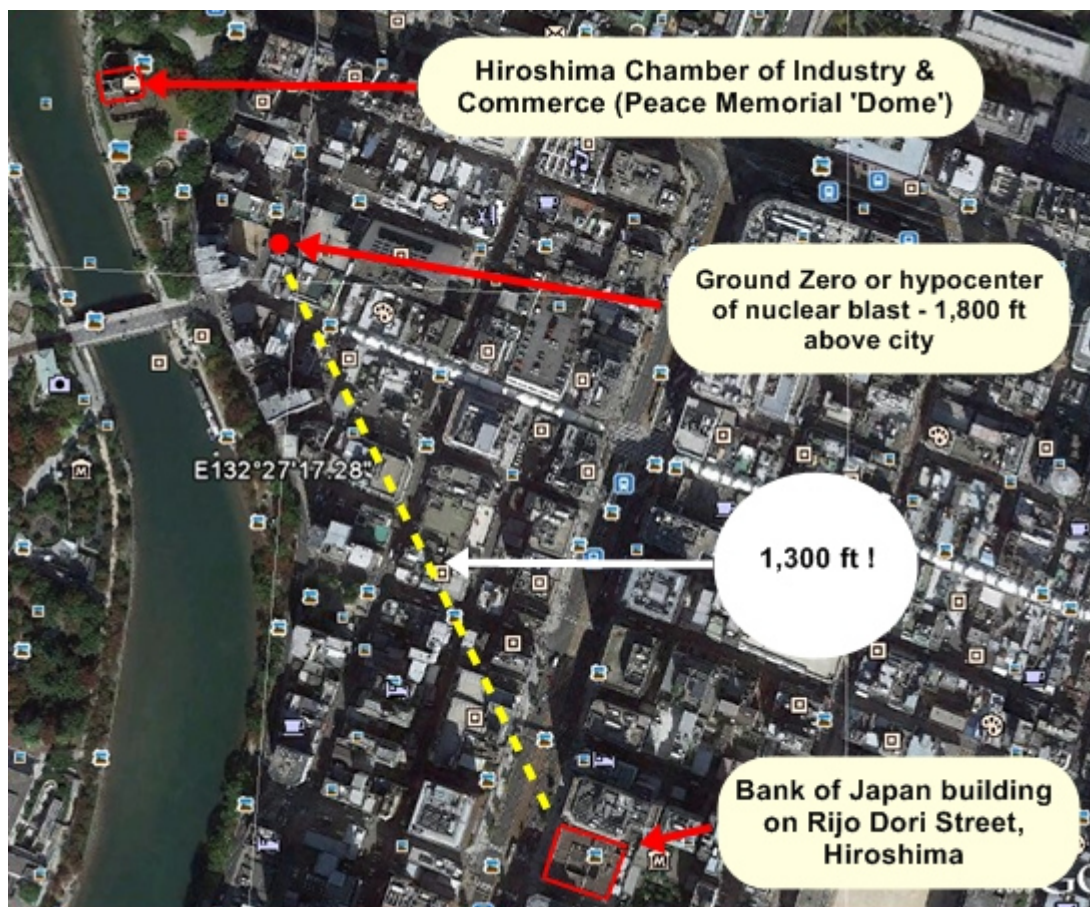 Hiroshima Chamber of Industry &
Commerce (Peace Memorial 'Dome')
Ground Zero or hypocenter
of nuclear blast - 1,800 ft
above city
E132°27'17.28"
1,300 ft !
Bank of Japan building
on Rijo Dori Street,
Hiroshima